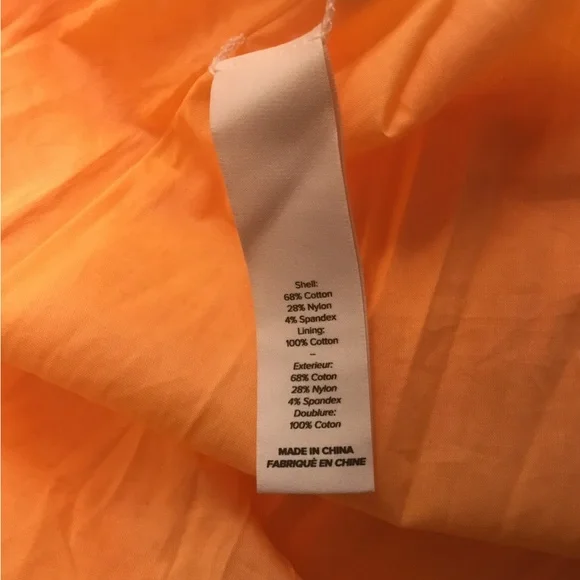 Shell:
68% Cotton
28% Nylon
4% Spandex
Lining:
100% Cotton
–
Exterieur:
68% Coton
28% Nylon
4% Spandex
Doublure:
100% Coton
MADE IN CHINA
FABRIQUÉ EN CHINE